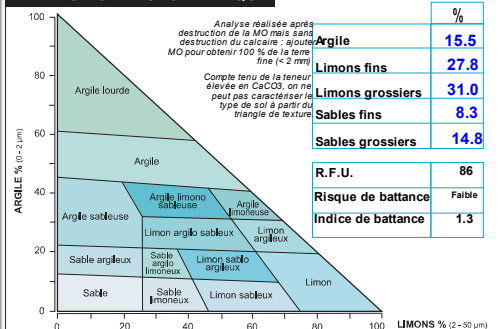 Analyse réalisée après
destruction de la MO mais sans
destruction du calcaire : ajouter
MO pour obtenir 100 % de la terre
fine (< 2 mm)
Compte tenu de la teneur
élevée en CaCO3, on ne
peut pas caractériser le
type de sol à partir du
triangle de texture
%
Argile 15.5
Limons fins 27.8
Limons grossiers 31.0
Sables fins 8.3
Sables grossiers 14.8
R.F.U. 86
Risque de battance Faible
Indice de battance 1.3
ARGILE % (0 - 2 µm)
100
80
60
40
20
0
Argile lourde
Argile
Argile sableuse
Argile limono
sableuse
Argile
limoneuse
Limon argilo sableux
Limon
argileux
Sable argileux
Sable
argilo
limoneux
Limon sablo
argileux
Limon
Sable
Sable
limoneux
Limon sableux
0 20 40 60 80 100
LIMONS % (2 - 50 µm)